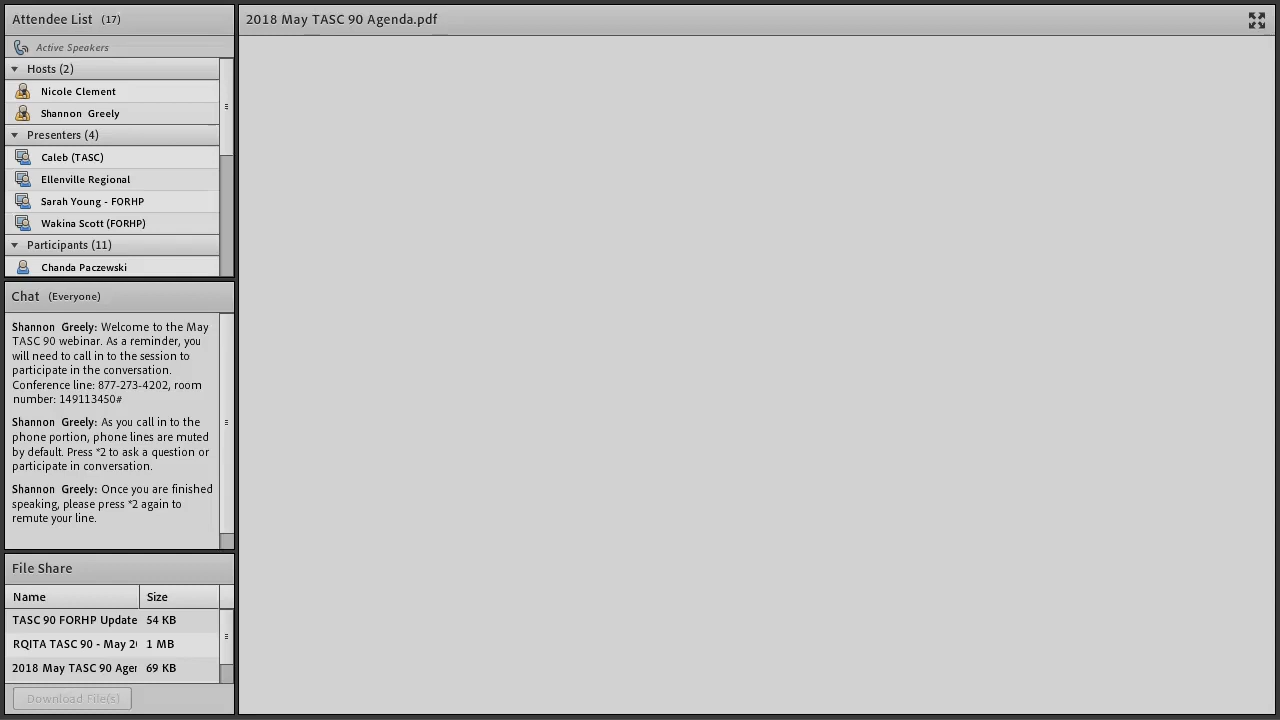 Attendee List (17)
Active Speakers
Hosts (2)
Nicole Clement
Shannon Greely
Presenters (4)
Caleb (TASC)
Ellenville Regional
Sarah Young - FORHP
Wakina Scott (FORHP)
Participants (11)
Chanda Paczewski
Chat (Everyone)
Shannon Greely: Welcome to the May
TASC 90 webinar. As a reminder, you
will need to call in to the session to
participate in the conversation.
Conference line: 877-273-4202, room
number: 149113450#
Shannon Greely: As you call in to the
phone portion, phone lines are muted
by default. Press *2 to ask a question or
participate in conversation.
Shannon Greely: Once you are finished
speaking, please press *2 again to
remute your line.
File Share
Name Size
TASC 90 FORHP Update 54 KB
RQITA TASC 90 - May 20 1 MB
2018 May TASC 90 Agen 69 KB
Download File(s)
2018 May TASC 90 Agenda.pdf